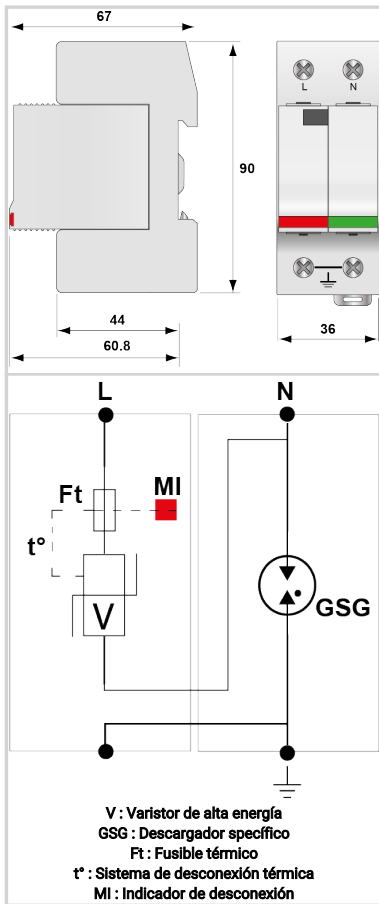 67
90
44
60.8
L N
36
L N
Ft MI
t°
V
GSG
V : Varistor de alta energía
GSG : Descargador specífico
Ft : Fusible térmico
t° : Sistema de desconexión térmica
MI : Indicador de desconexión